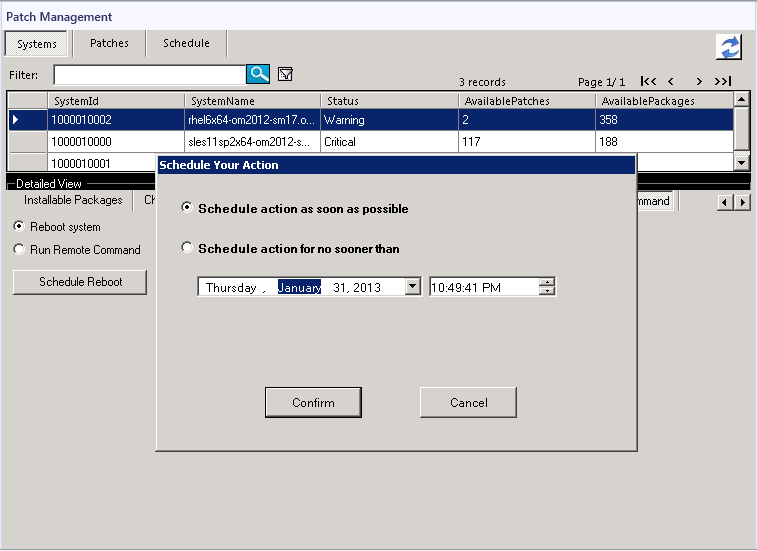 Patch Management
Systems Patches Schedule
Filter: 3 records Page 1/ 1 |<< < > >>|
SystemId SystemName Status AvailablePatches AvailablePackages
1000010002 rhel6x64-om2012-sm17.o... Warning 2 358
1000010000 sles11sp2x64-om2012-s... Critical 117 188
1000010001
Schedule Your Action
Detailed View
Installable Packages Ch mmand
Schedule action as soon as possible
Reboot system
Run Remote Command
Schedule action for no sooner than
Schedule Reboot
Thursday , January 31, 2013 10:49:41 PM
Confirm Cancel